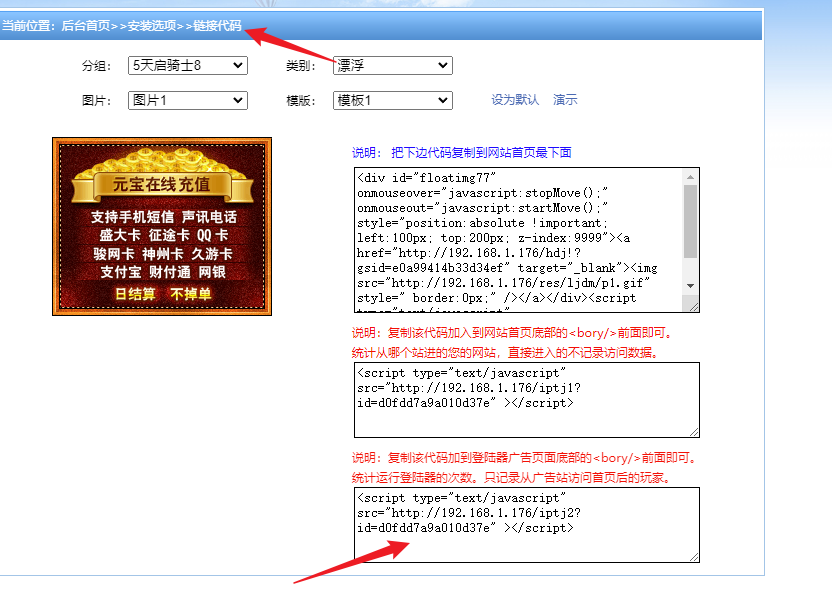 当前位置：后台首页>>安装选项>>链接代码
分组： 5天启骑士8 类别： 漂浮
图片： 图片1 模版： 模板1 设为默认 演示
元宝在线充值
支持手机短信 声讯电话
盛大卡 征途卡 QQ卡
骏网卡 神州卡 久游卡
支付宝 财付通 网银
日结算 不掉单
说明： 把下边代码复制到网站首页最下面
<div id="floatimg77"
onmouseover="javascript:stopMove();"
onmouseout="javascript:startMove();"
style="position:absolute !important;
left:100px; top:200px; z-index:9999"><a
href="http://192.168.1.176/hdj!?
gsid=e0a99414b33d34ef" target="_blank"><img
src="http://192.168.1.176/res/ljdm/p1.gif"
style=" border:0px;" /></a></div><script
type="text/javascript"
说明：复制该代码加入到网站首页底部的<bory/>前面即可。
统计从哪个站进的您的网站，直接进入的不记录访问数据。
<script type="text/javascript"
src="http://192.168.1.176/iptj1?
id=d0fdd7a9a010d37e" ></script>
说明：复制该代码加到登陆器广告页面底部的<bory/>前面即可。
统计运行登陆器的次数。只记录从广告站访问首页后的玩家。
<script type="text/javascript"
src="http://192.168.1.176/iptj2?
id=d0fdd7a9a010d37e" ></script>